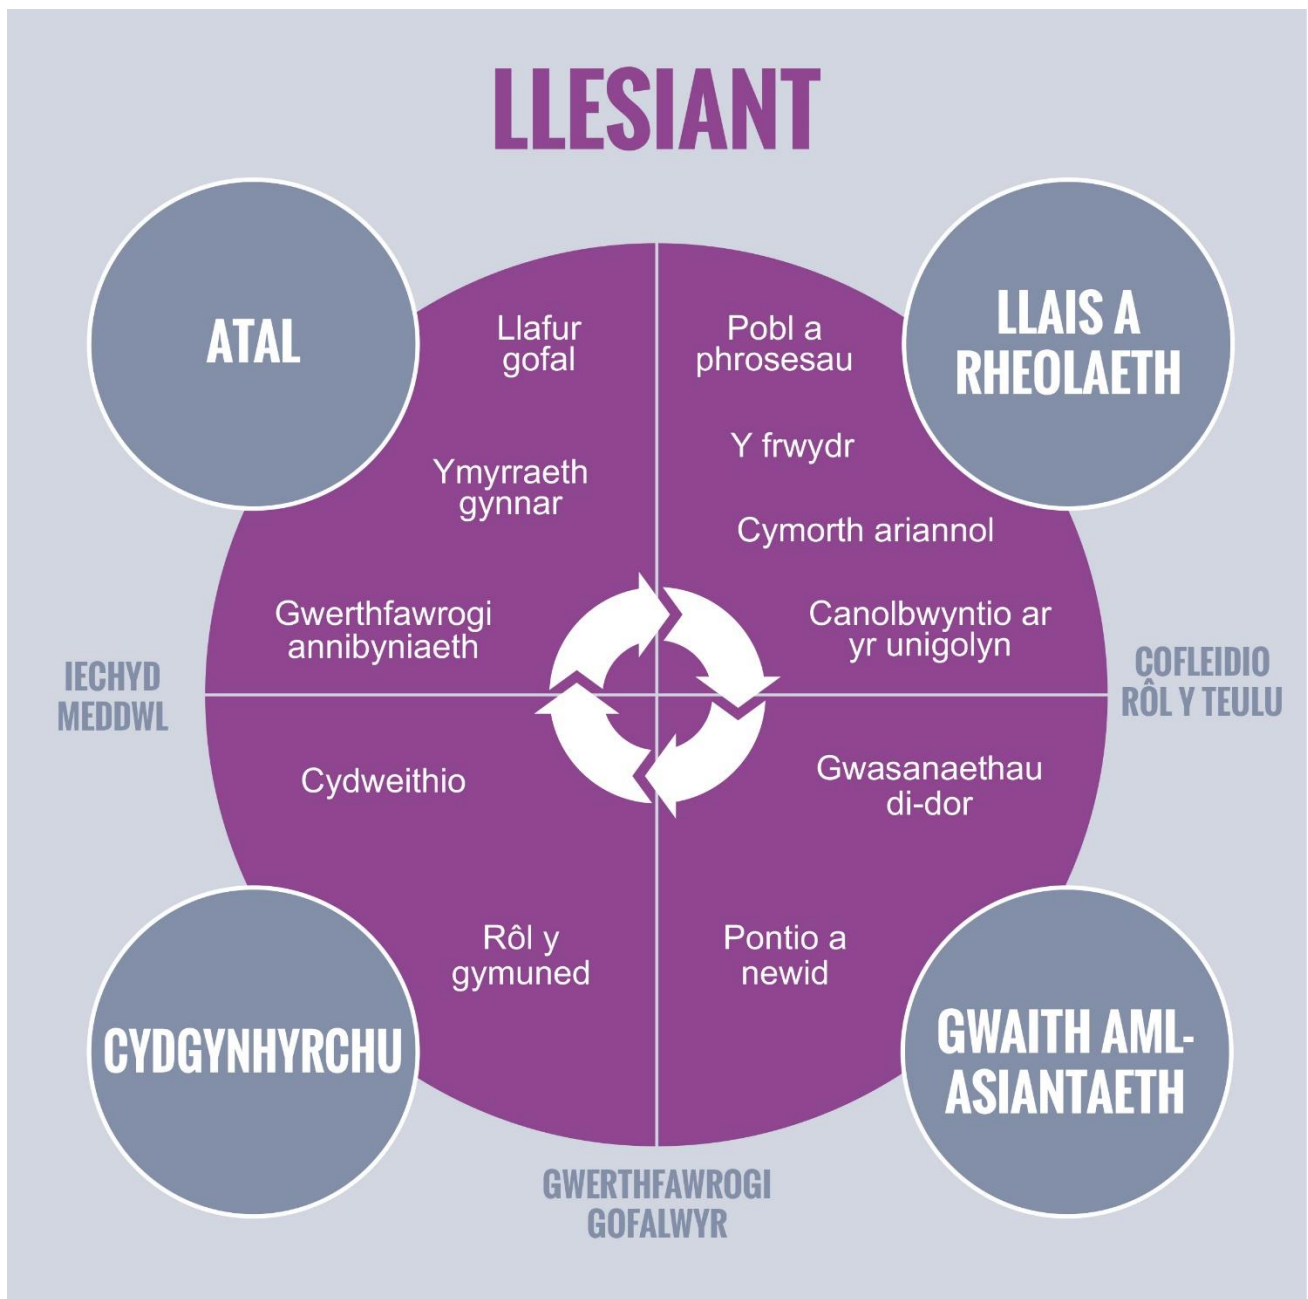 LLESIANT
ATAL
Llafur
gofal
Ymyrraeth
gynnar
Gwerthfawrogi
annibyniaeth
LLAIS A
RHEOLAETH
Pobl a
phrosesau
Y frwydr
Cymorth ariannol
Canolbwyntio ar
yr unigolyn
IECHYD
MEDDWL
COFLEIDIO
RÔL Y TEULU
Cydweithio
Rôl y
gymuned
CYDGYNHYRCHU
Gwasanaethau
di-dor
Pontio a
newid
GWAITH AML-
ASIANTAETH
GWERTHFAWROGI
GOFALWYR